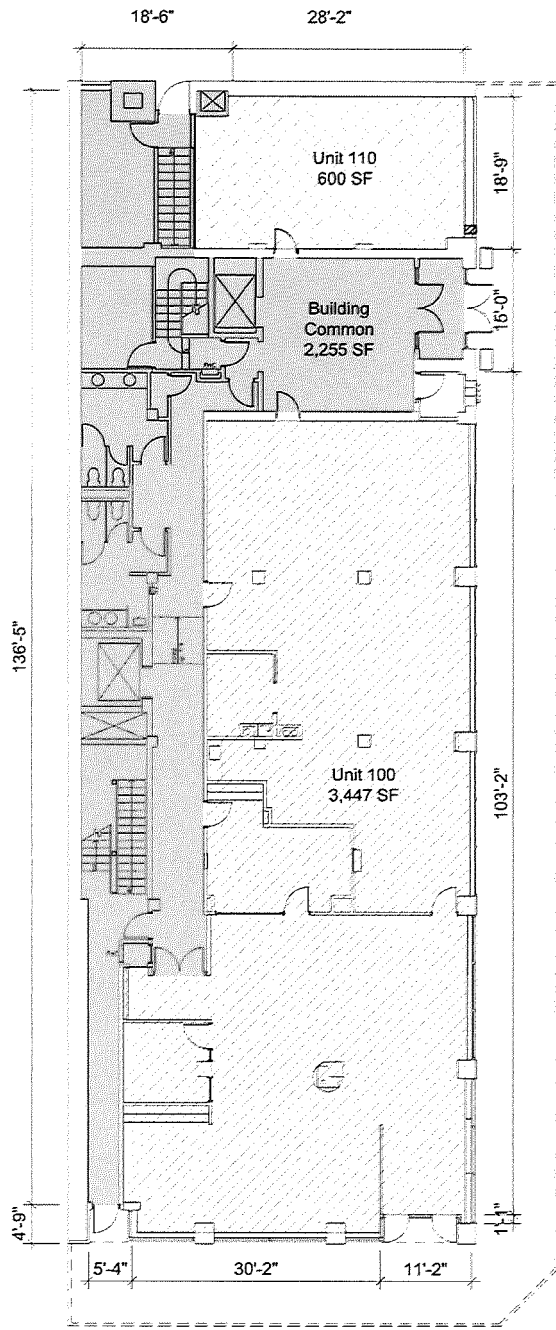 18'-6"
28'-2"
Unit 110
600 SF
18'-9"
Building
Common
2,255 SF
15'-0"
136'-5"
Unit 100
3,447 SF
103'-2"
4'-9"
1'-1"
5'-4"
30'-2"
11'-2"